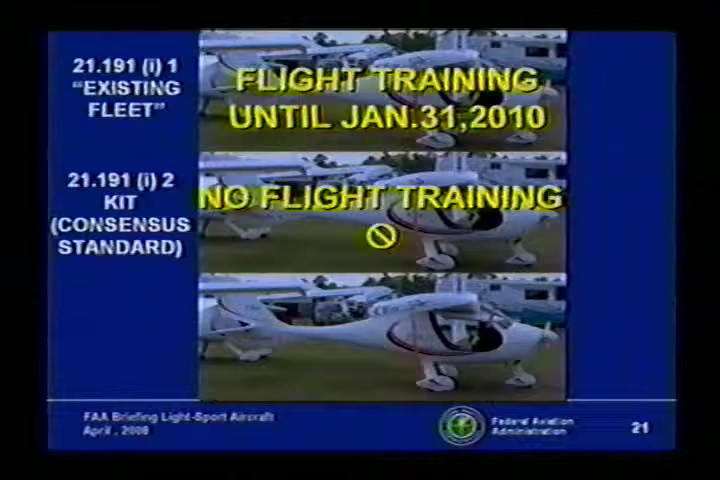 21.191 (i) 1
"EXISTING
FLEET"
FLIGHT TRAINING
UNTIL JAN.31,2010
21.191 (i) 2
KIT
(CONSENSUS
STANDARD)
NO FLIGHT TRAINING
FAA Briefing Light-Sport Aircraft
April , 2008
Federal Aviation
Administration
21